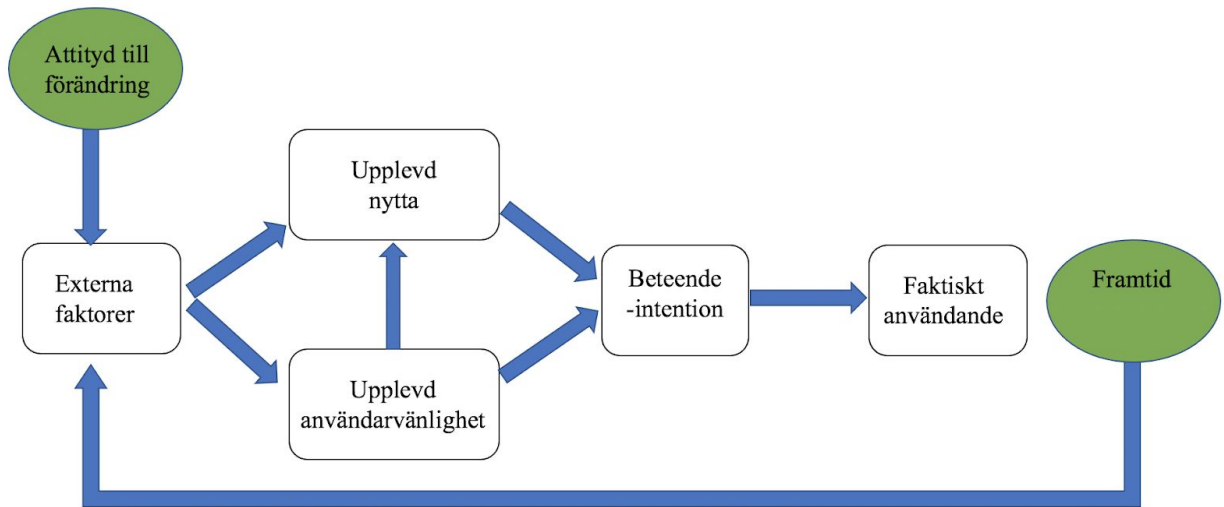 Attityd till
förändring
Upplevd
nytta
Externa
faktorer
Beteende
-intention
Faktiskt
användande
Framtid
Upplevd
användarvänlighet